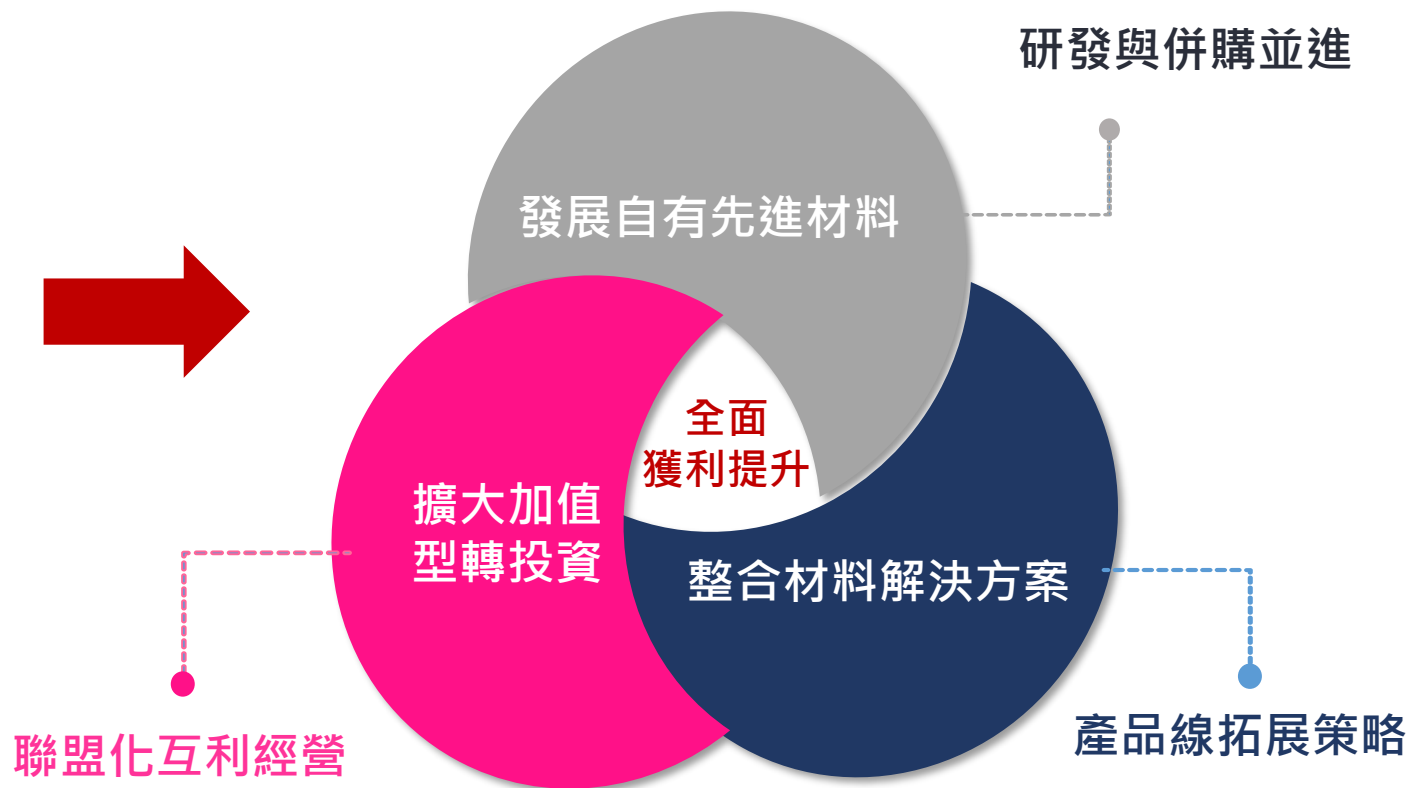 研發與併購並進
發展自有先進材料
全面
獲利提升
擴大加值
型轉投資
整合材料解決方案
聯盟化互利經營
產品線拓展策略